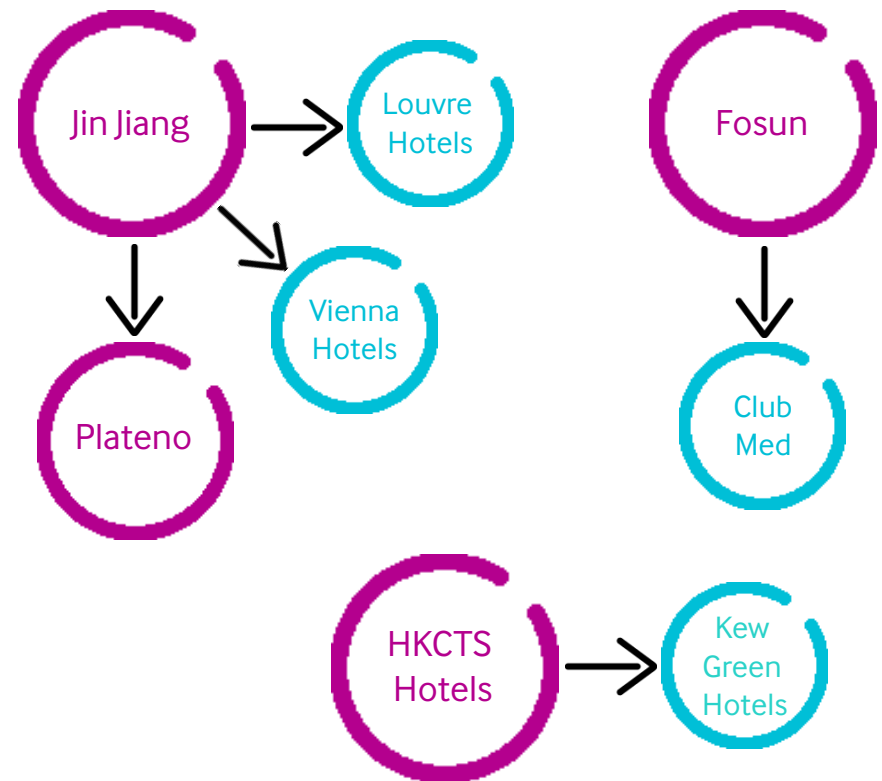 Jin Jiang
Louvre
Hotels
Fosun
Vienna
Hotels
Plateno
Club
Med
HKCTS
Hotels
Kew
Green
Hotels